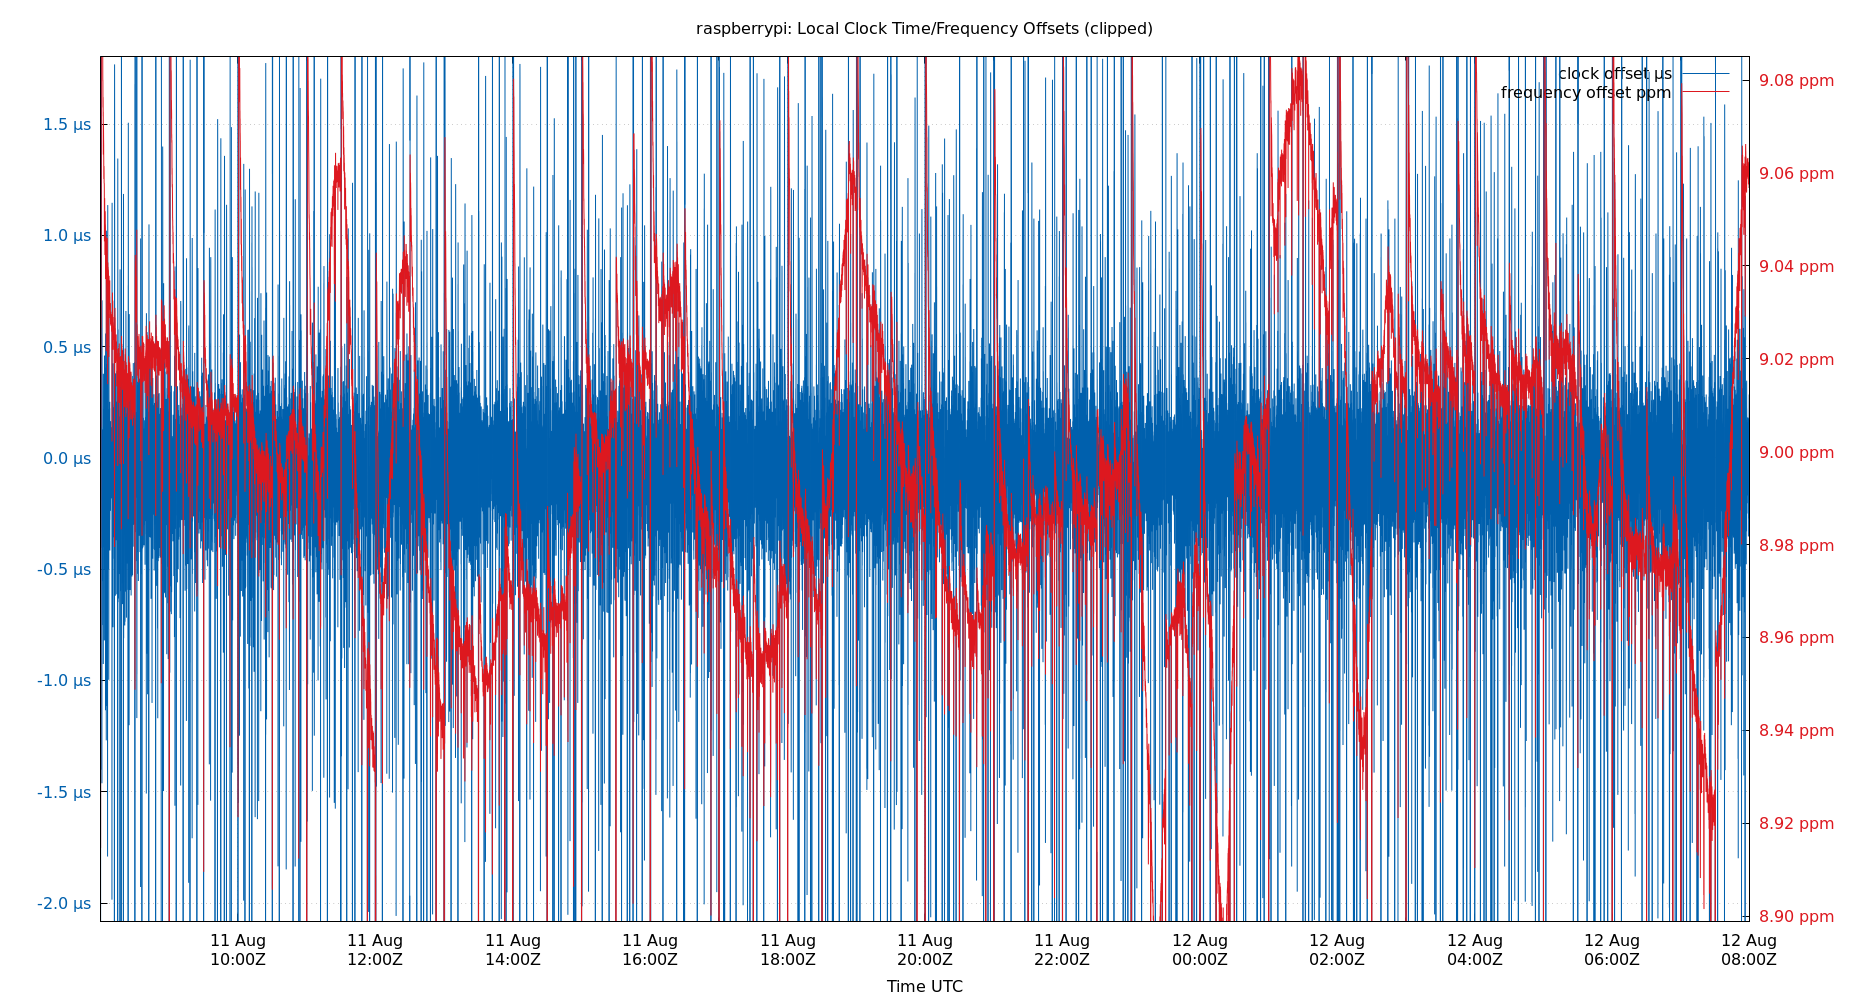 raspberrypi: Local Clock Time/Frequency Offsets (clipped)
clock offset µs
frequency offset ppm
1.5 µs
1.0 µs
0.5 µs
0.0 µs
-0.5 µs
-1.0 µs
-1.5 µs
-2.0 µs
9.08 ppm
9.06 ppm
9.04 ppm
9.02 ppm
9.00 ppm
8.98 ppm
8.96 ppm
8.94 ppm
8.92 ppm
8.90 ppm
11 Aug
10:00Z
11 Aug
12:00Z
11 Aug
14:00Z
11 Aug
16:00Z
11 Aug
18:00Z
11 Aug
20:00Z
11 Aug
22:00Z
12 Aug
00:00Z
12 Aug
02:00Z
12 Aug
04:00Z
12 Aug
06:00Z
12 Aug
08:00Z
Time UTC